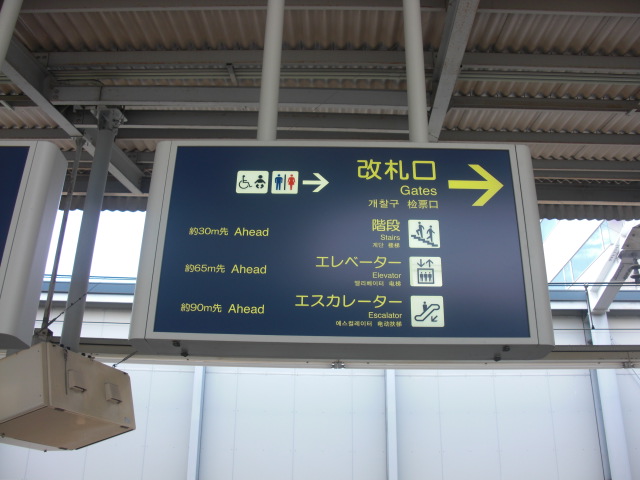 改札口
Gates
개찰구 检票口
約30m先 Ahead 階段
Stairs
계단 楼梯
約65m先 Ahead エレベーター
Elevator
엘리베이터 电梯
約90m先 Ahead エスカレーター
Escalator
에스컬레이터 电动扶梯